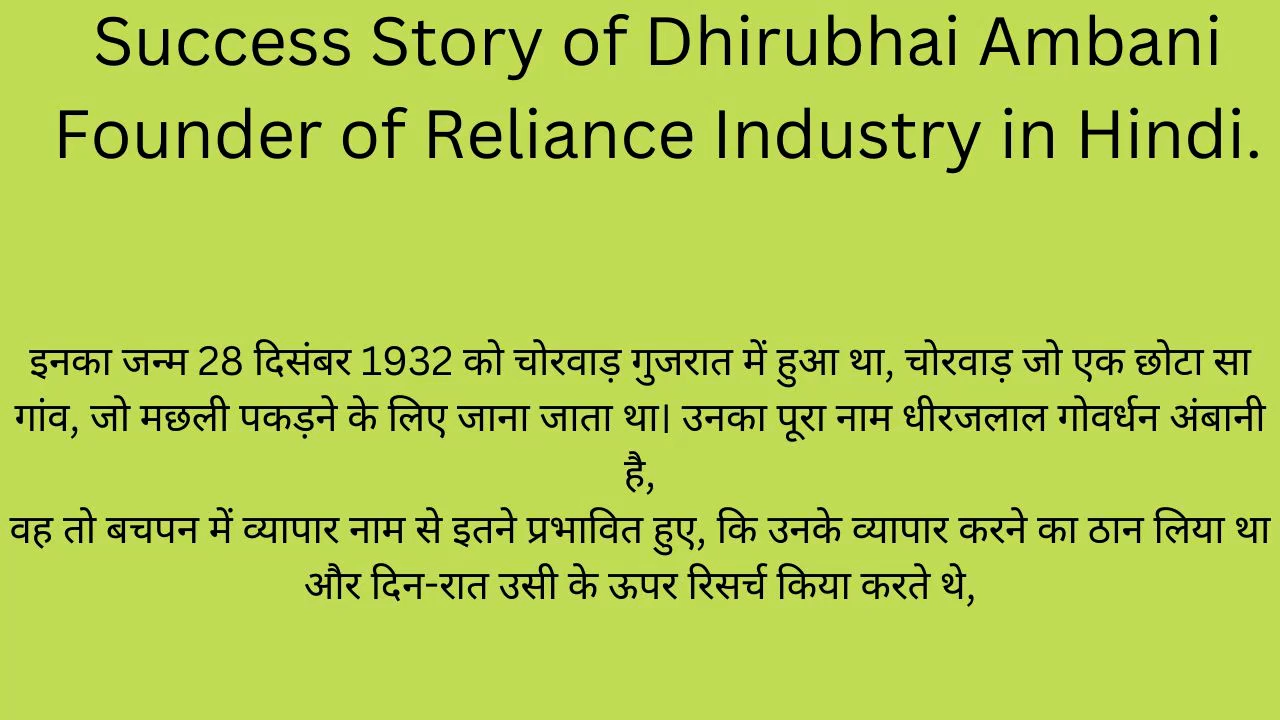 Success Story of Dhirubhai Ambani
Founder of Reliance Industry in Hindi.
इनका जन्म 28 दिसंबर 1932 को चोरवाड़ गुजरात में हुआ था, चोरवाड़ जो एक छोटा सा
गांव, जो मछली पकड़ने के लिए जाना जाता था। उनका पूरा नाम धीरजलाल गोवर्धन अंबानी
है,
वह तो बचपन में व्यापार नाम से इतने प्रभावित हुए, कि उनके व्यापार करने का ठान लिया था
और दिन-रात उसी के ऊपर रिसर्च किया करते थे,